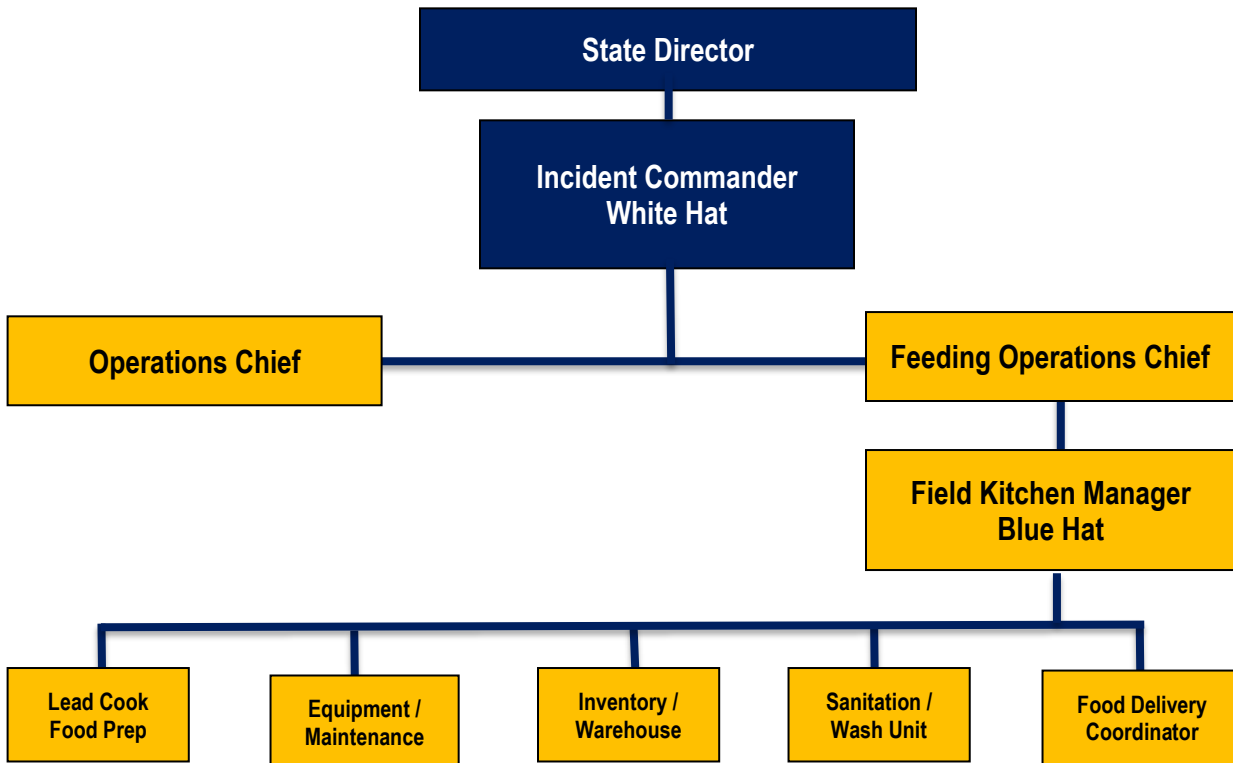 State Director
Incident Commander
White Hat
Operations Chief
Feeding Operations Chief
Field Kitchen Manager
Blue Hat
Lead Cook
Food Prep
Equipment /
Maintenance
Inventory /
Warehouse
Sanitation /
Wash Unit
Food Delivery
Coordinator